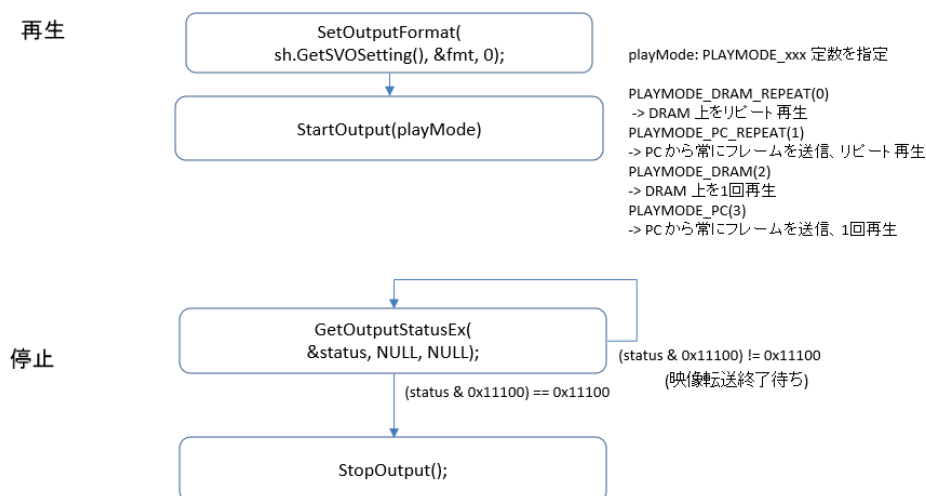 再生
SetOutputFormat(
sh.GetSVOSetting(), &fmt, 0);
StartOutput(playMode)
playMode: PLAYMODE_xxx 定数を指定
PLAYMODE_DRAM_REPEAT(0)
-> DRAM 上をリピート再生
PLAYMODE_PC_REPEAT(1)
-> PCから常にフレームを送信、リピート再生
PLAYMODE_DRAM(2)
-> DRAM 上を1回再生
PLAYMODE_PC(3)
-> PCから常にフレームを送信、1回再生
停止
GetOutputStatusEx(
&status, NULL, NULL);
(status & 0x11100) != 0x11100
(映像転送終了待ち)
(status & 0x11100) == 0x11100
StopOutput();